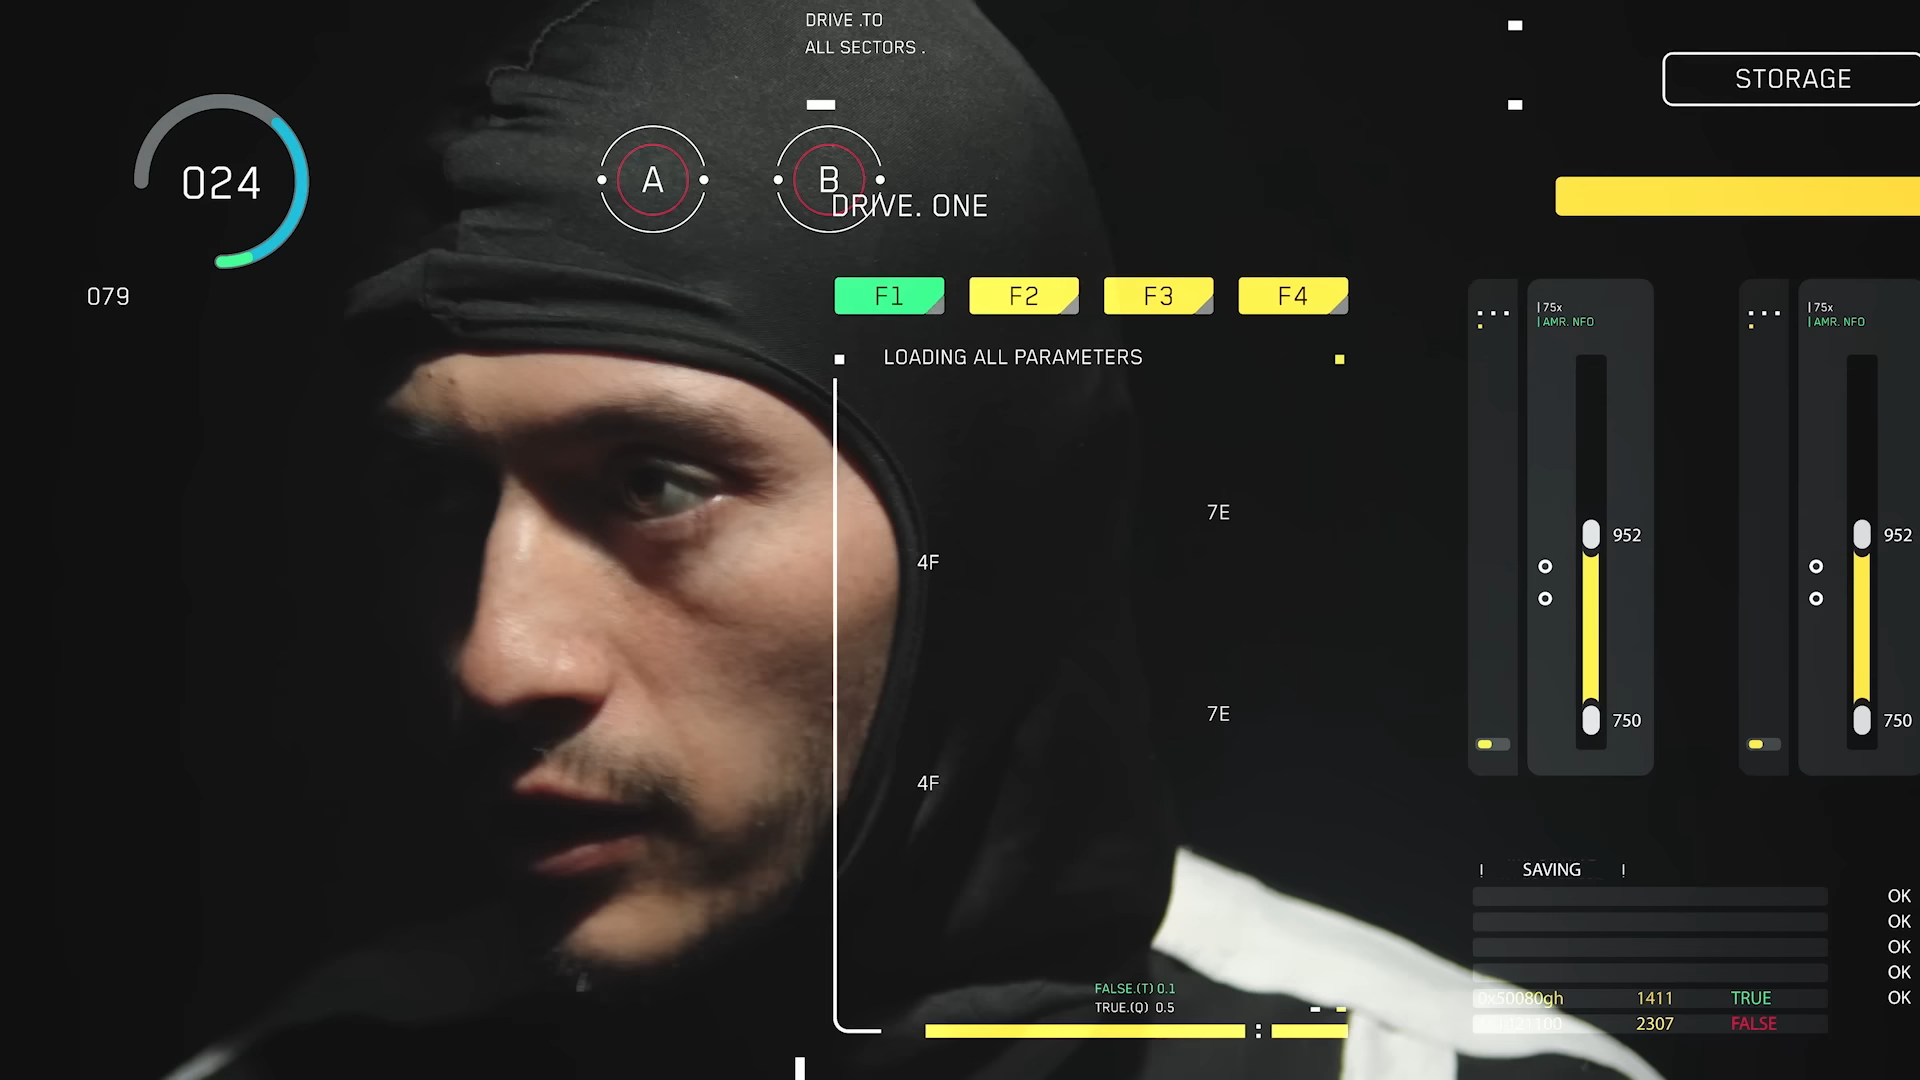 DRIVE .TO
ALL SECTORS .
STORAGE
024
A
B
DRIVE. ONE
079
F1
F2
F3
F4
LOADING ALL PARAMETERS
75x
AMR. NFO
75x
AMR. NFO
7E
4F
952
952
7E
750
750
4F
! SAVING !
OK
OK
OK
OK
0x50080gh 1411 TRUE OK
2307 FALSE
FALSE.(T) 0.1
TRUE.(Q) 0.5